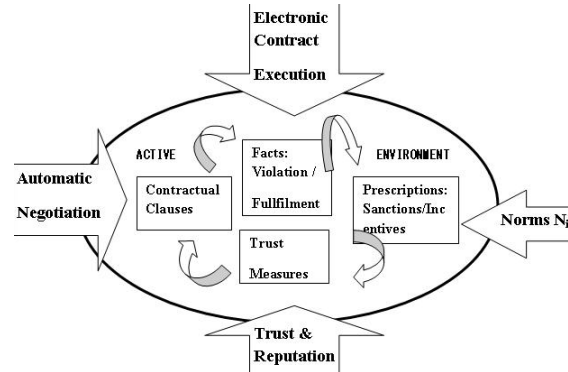 Electronic
Contract
Execution
ACTIVE
ENVIRONMENT
Facts:
Violation /
Fullfilment
Automatic
Negotiation
Contractual
Clauses
Prescriptions:
Sanctions/Inc
entives
Norms Ni
Trust
Measures
Trust &
Reputation